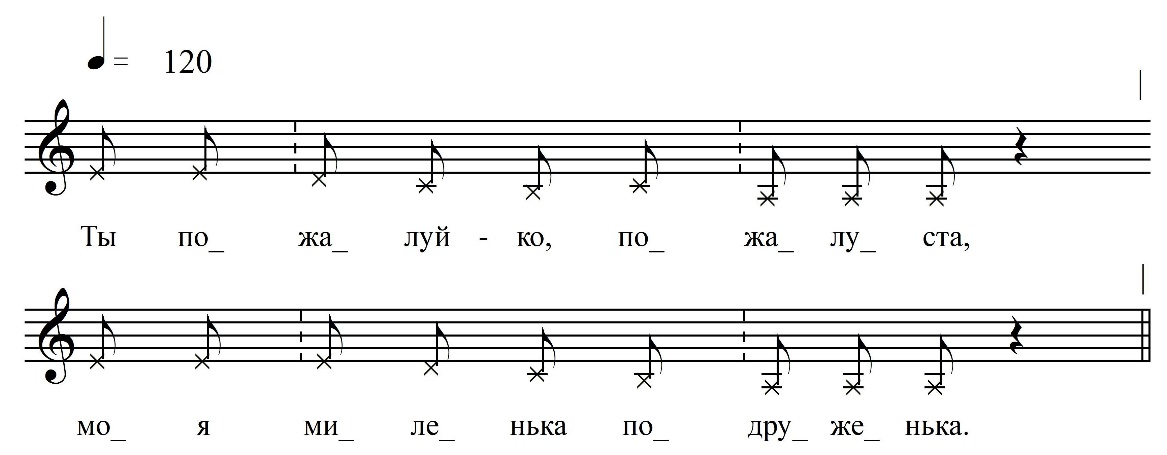 = 120
Ты по_ жа_ луй - ко, по_ жа_ лу_ ста,
мо_ я ми_ ле_ нька по_ дру_ же_ нька.